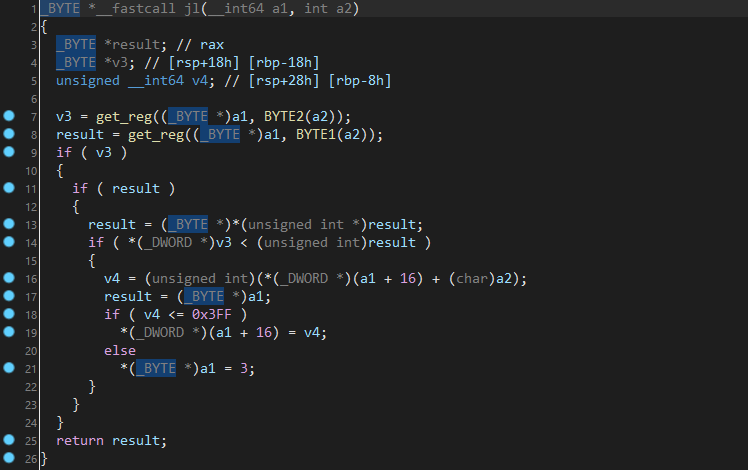 1 _BYTE *__fastcall jl(__int64 a1, int a2)
2 {
3   _BYTE *result; // rax
4   _BYTE *v3; // [rsp+18h] [rbp-18h]
5   unsigned __int64 v4; // [rsp+28h] [rbp-8h]
6
7   v3 = get_reg((_BYTE *)a1, BYTE2(a2));
8   result = get_reg((_BYTE *)a1, BYTE1(a2));
9   if ( v3 )
10   {
11     if ( result )
12     {
13       result = (_BYTE *)*(unsigned int *)result;
14       if ( *(_DWORD *)v3 < (unsigned int)result )
15       {
16         v4 = (unsigned int)(*(_DWORD *)(a1 + 16) + (char)a2);
17         result = (_BYTE *)a1;
18         if ( v4 <= 0x3FF )
19           *(_DWORD *)(a1 + 16) = v4;
20         else
21           *(_BYTE *)a1 = 3;
22       }
23     }
24   }
25   return result;
26 }